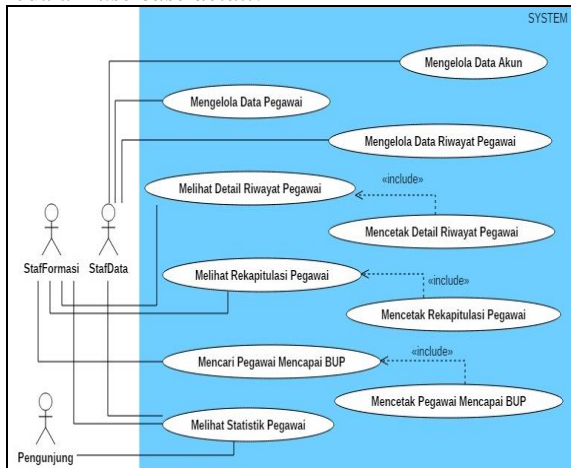 SYSTEM
Mengelola Data Akun
Mengelola Data Pegawai
Mengelola Data Riwayat Pegawai
Melihat Detail Riwayat Pegawai
«include»
Mencetak Detail Riwayat Pegawai
StafFormasi
StafData
Melihat Rekapitulasi Pegawai
«include»
Mencetak Rekapitulasi Pegawai
Mencari Pegawai Mencapai BUP
«include»
Mencetak Pegawai Mencapai BUP
Melihat Statistik Pegawai
Pengunjung